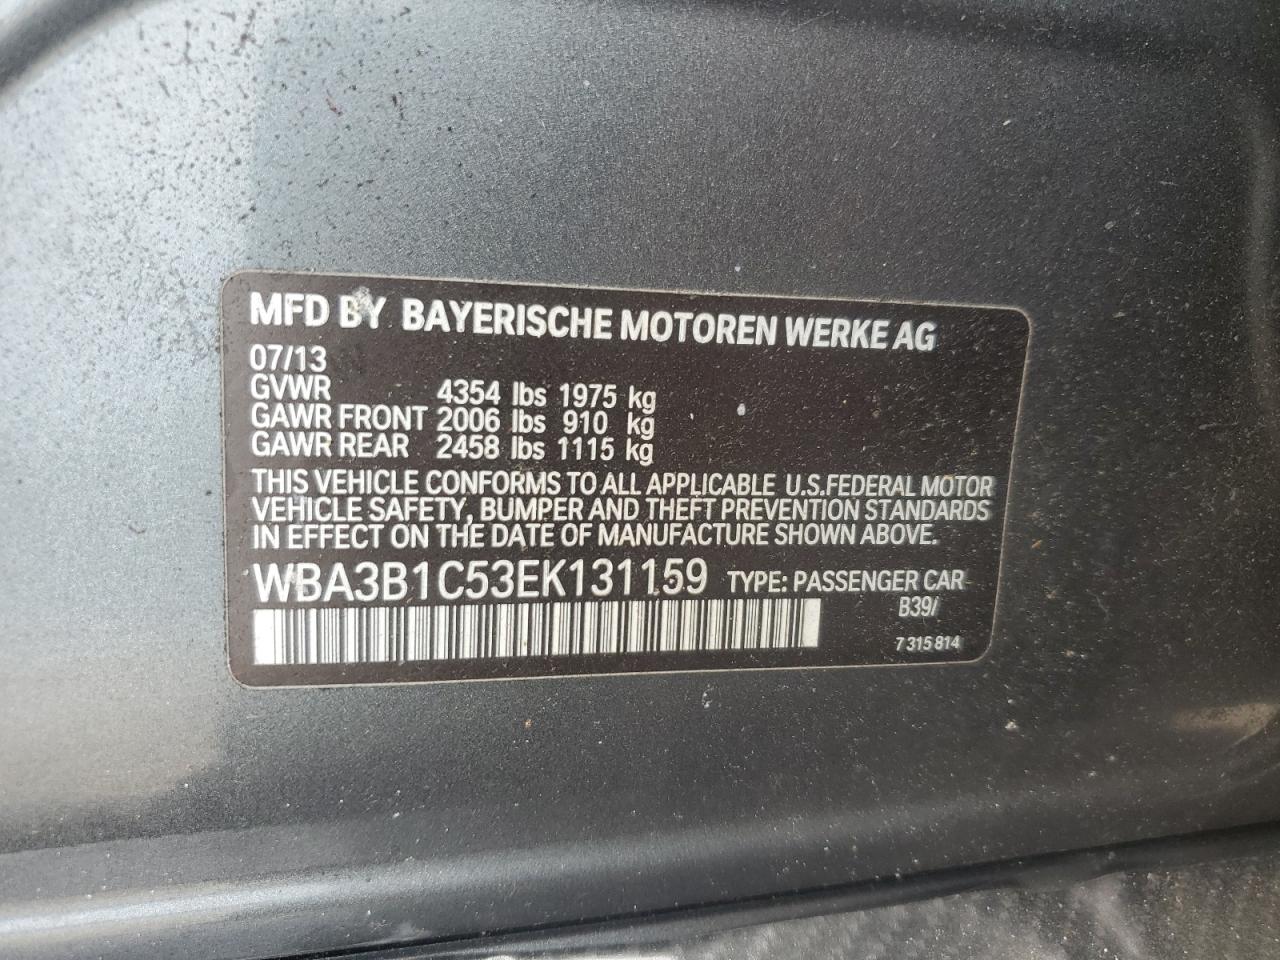 MFD BY BAYERISCHE MOTOREN WERKE AG
07/13
GVWR 4354 lbs 1975 kg
GAWR FRONT 2006 lbs 910 kg
GAWR REAR 2458 lbs 1115 kg
THIS VEHICLE CONFORMS TO ALL APPLICABLE U.S.FEDERAL MOTOR
VEHICLE SAFETY, BUMPER AND THEFT PREVENTION STANDARDS
IN EFFECT ON THE DATE OF MANUFACTURE SHOWN ABOVE.
WBA3B1C53EK131159 TYPE: PASSENGER CAR
B39/
7 315 814